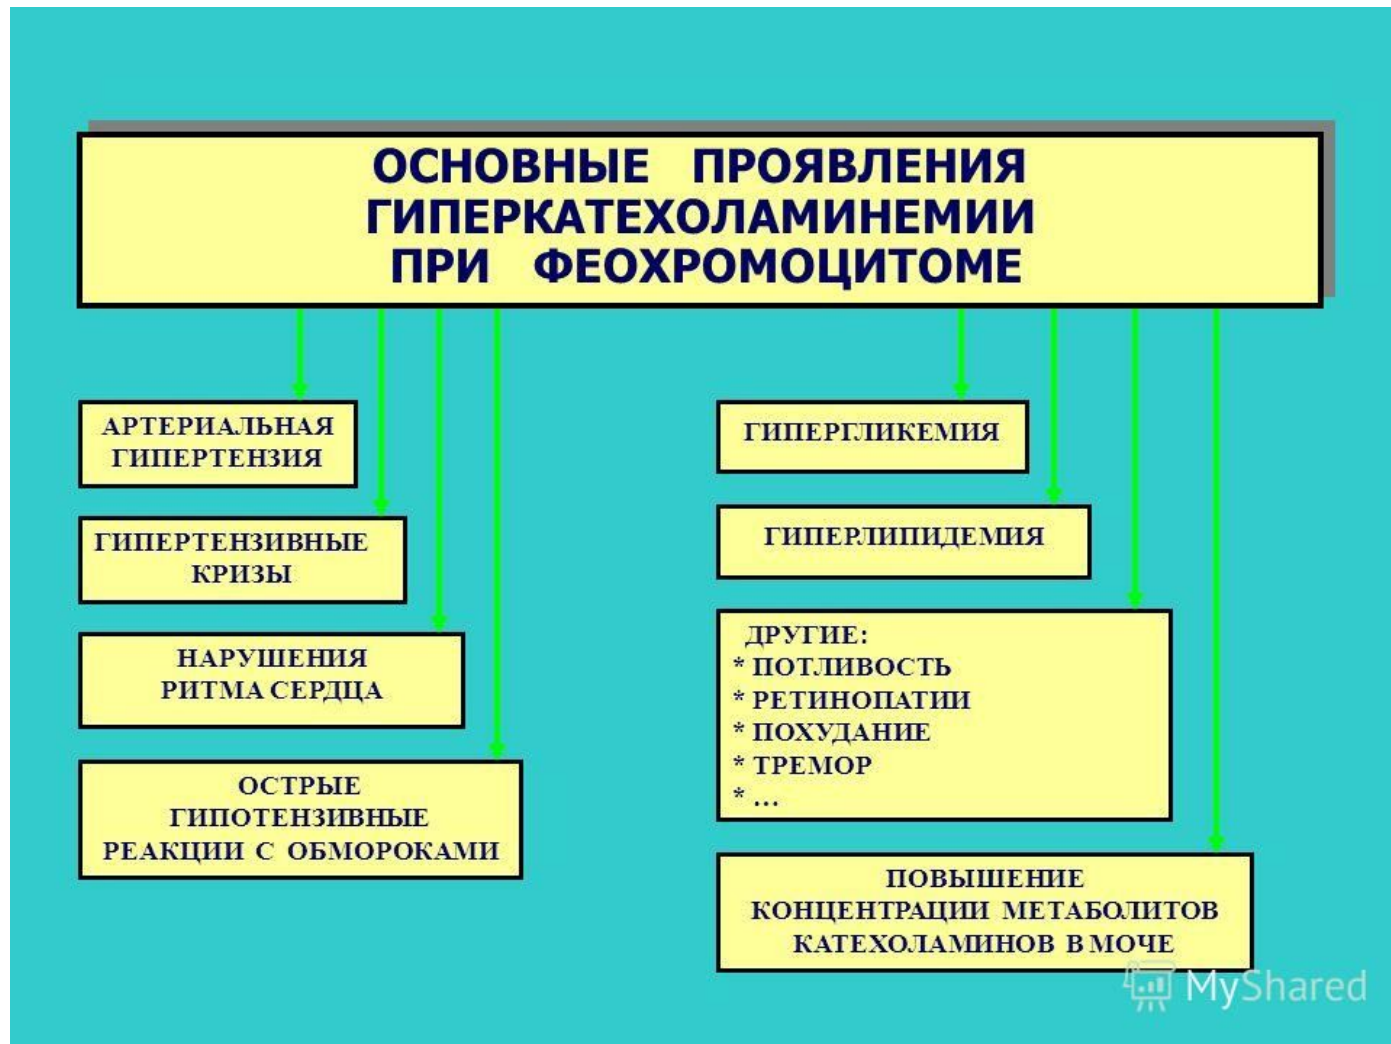 ОСНОВНЫЕ ПРОЯВЛЕНИЯ
ГИПЕРКАТЕХОЛАМИНЕМИИ
ПРИ ФЕОХРОМОЦИТОМЕ
АРТЕРИАЛЬНАЯ
ГИПЕРТЕНЗИЯ
ГИПЕРТЕНЗИВНЫЕ
КРИЗЫ
НАРУШЕНИЯ
РИТМА СЕРДЦА
ОСТРЫЕ
ГИПОТЕНЗИВНЫЕ
РЕАКЦИИ С ОБМОРОКАМИ
ГИПЕРГЛИКЕМИЯ
ГИПЕРЛИПИДЕМИЯ
ДРУГИЕ:
* ПОТЛИВОСТЬ
* РЕТИНОПАТИИ
* ПОХУДАНИЕ
* ТРЕМОР
* ...
ПОВЫШЕНИЕ
КОНЦЕНТРАЦИИ МЕТАБОЛИТОВ
КАТЕХОЛАМИНОВ В МОЧЕ
MyShared